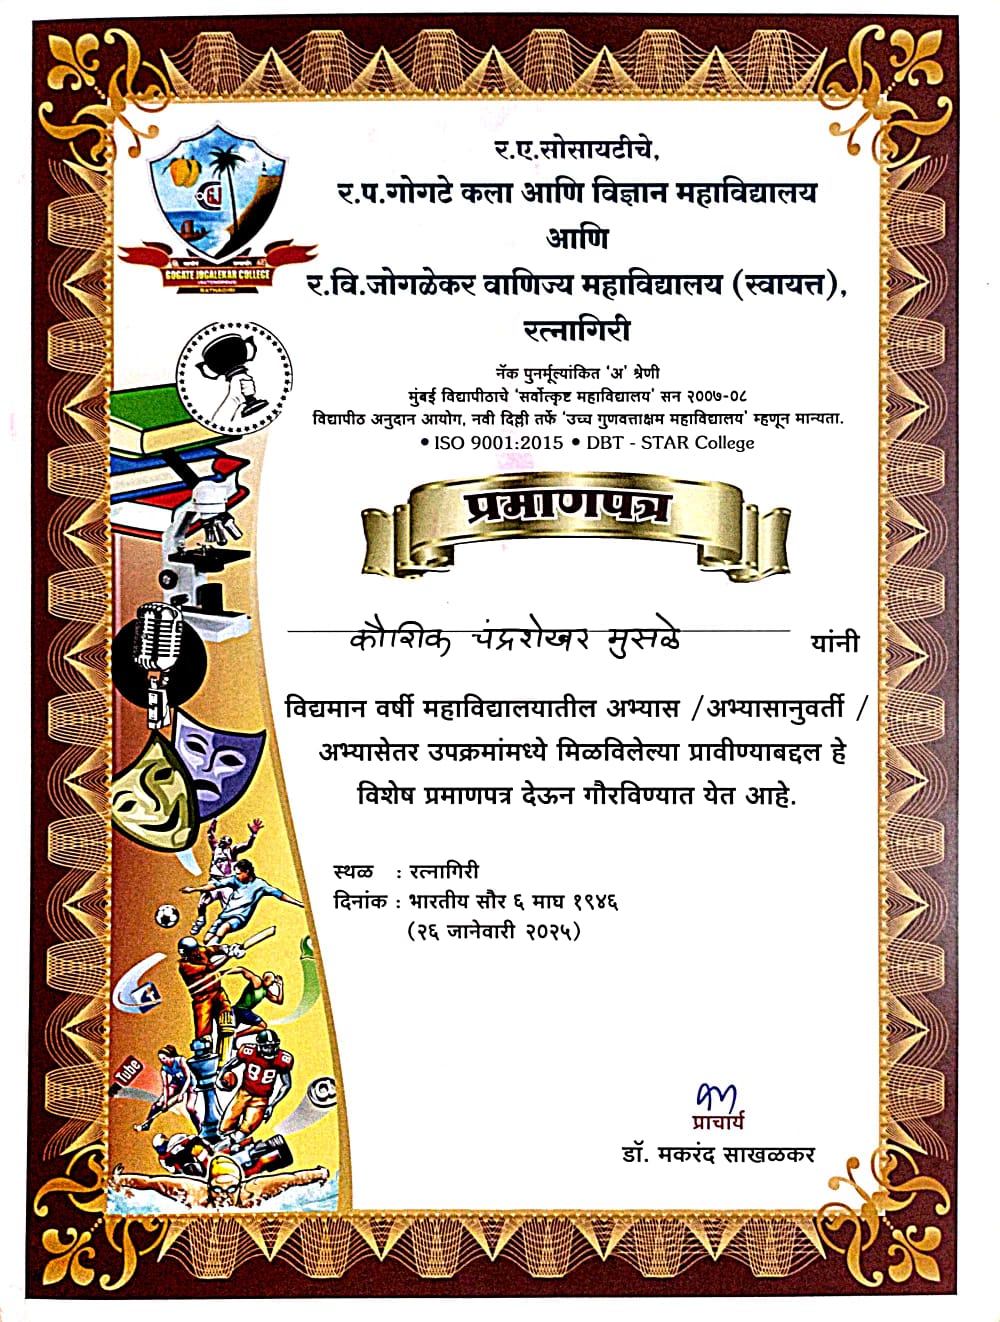 र.ए.सोसायटीचे,
र.प.गोगटे कला आणि विज्ञान महाविद्यालय
आणि
र.वि.जोगळेकर वाणिज्य महाविद्यालय (स्वायत्त),
रत्नागिरी
GOGATE JOGALEKAR COLLEGE
RATNAGIRI
नॅक पुनर्मूल्यांकित 'अ' श्रेणी
मुंबई विद्यापीठाचे 'सर्वोत्कृष्ट महाविद्यालय' सन २००७-०८
विद्यापीठ अनुदान आयोग, नवी दिल्ली तर्फे 'उच्च गुणवत्ताक्षम महाविद्यालय' म्हणून मान्यता.
• ISO 9001:2015 • DBT - STAR College
प्रमाणपत्र
कौशिक चंद्रशेखर मुसळे यांनी
विद्यमान वर्षी महाविद्यालयातील अभ्यास /अभ्यासानुवर्ती /
अभ्यासेतर उपक्रमांमध्ये मिळविलेल्या प्रावीण्याबद्दल हे
विशेष प्रमाणपत्र देऊन गौरविण्यात येत आहे.
स्थळ : रत्नागिरी
दिनांक : भारतीय सौर ६ माघ १९४६
(२६ जानेवारी २०२५)
Tube
88
@
प्राचार्य
डॉ. मकरंद साखळकर